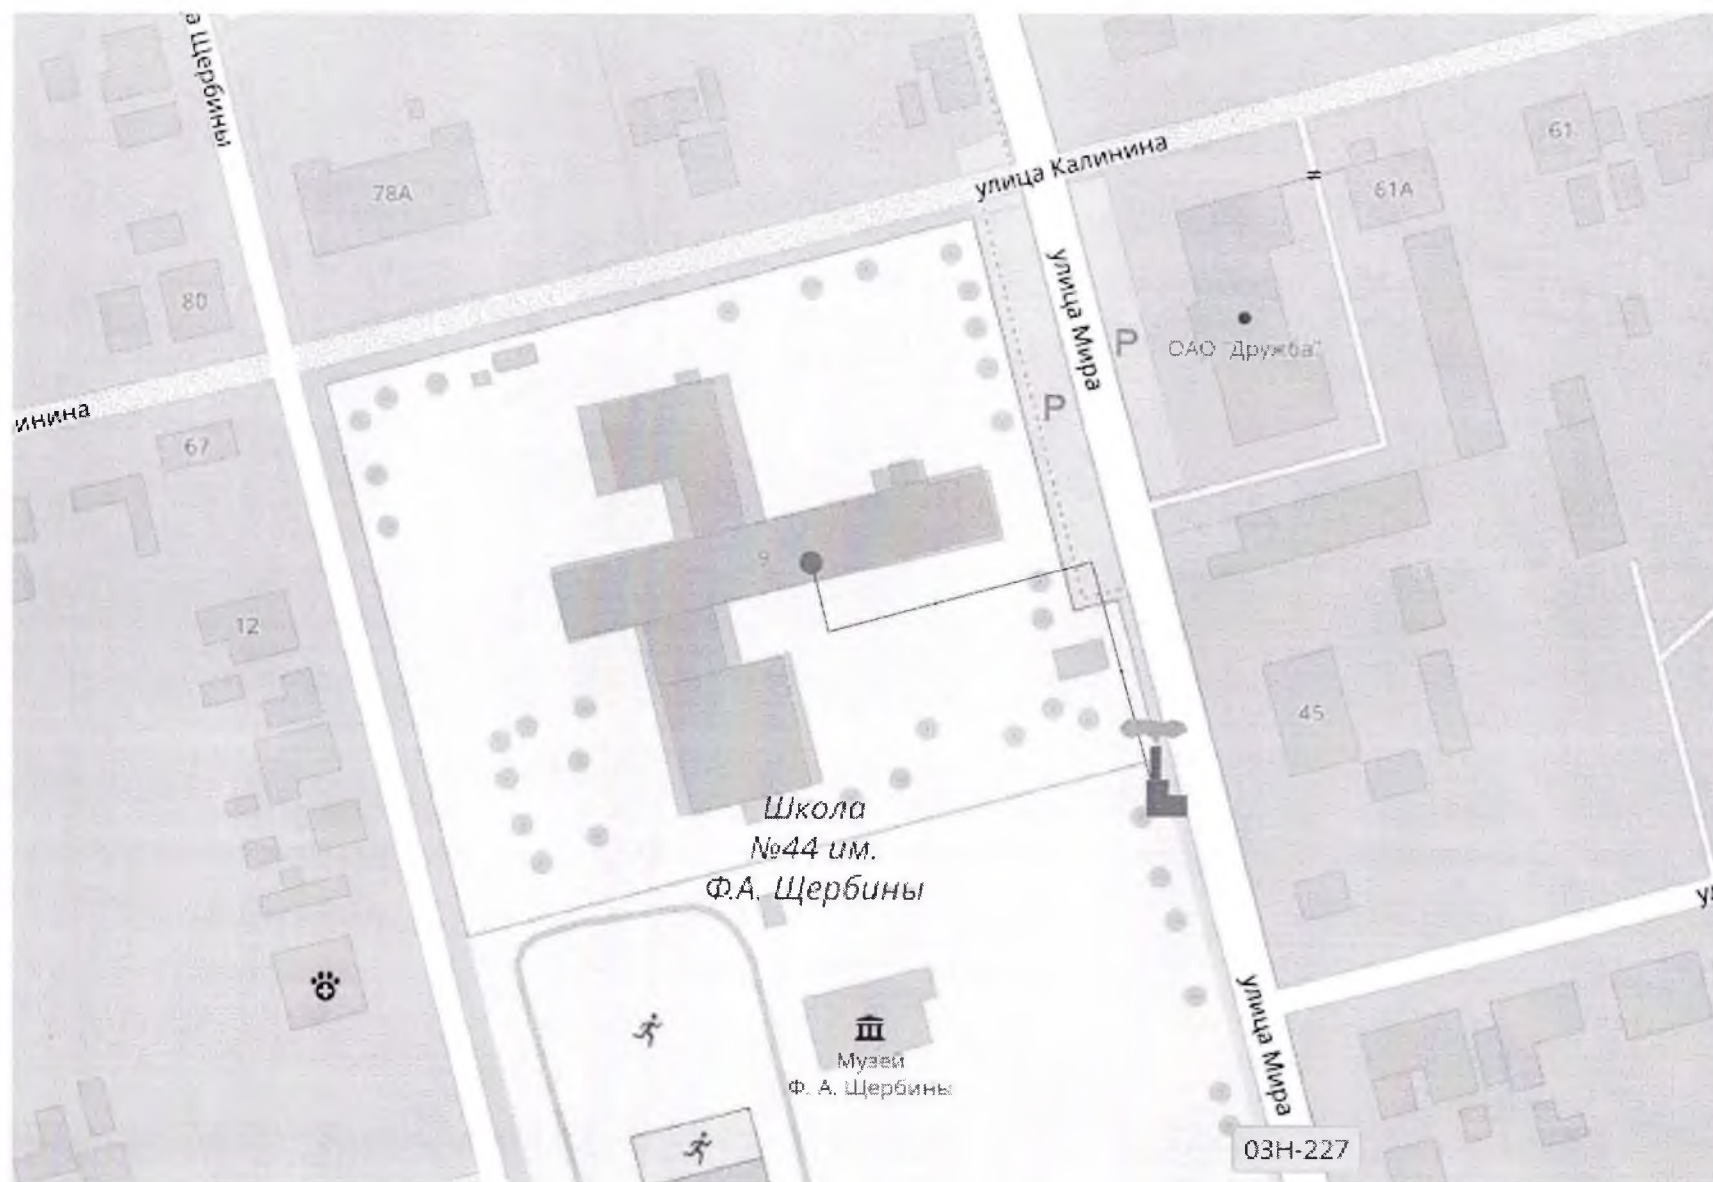 а Щербины
улица Калинина
61
61А
78А
80
улица Мира
P
ОАО "Дружба"
P
инина
67
9
12
45
Школа
№44 им.
Ф.А. Щербины
Музей
Ф. А. Щербины
улица Мира
03Н-227